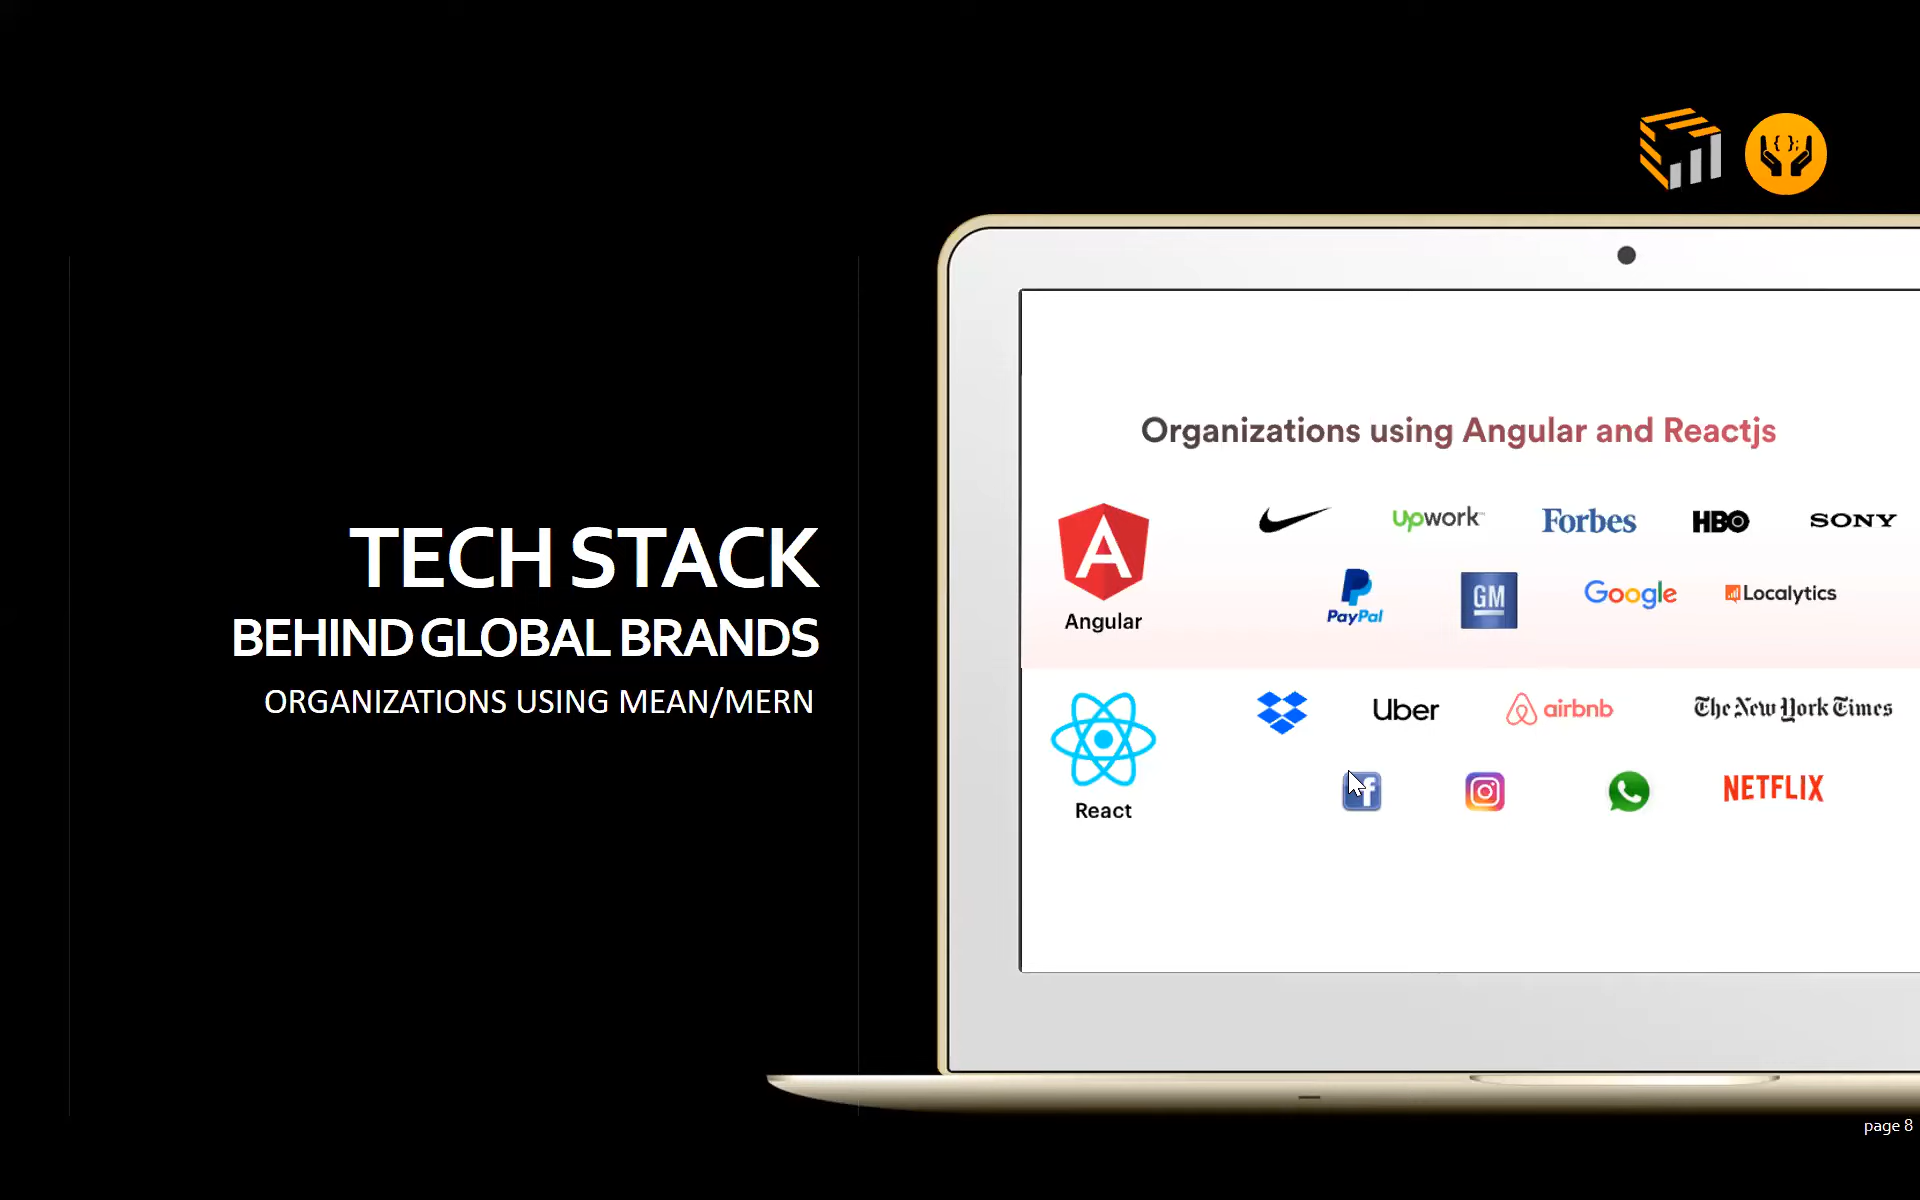 TECH STACK
BEHIND GLOBAL BRANDS
ORGANIZATIONS USING MEAN/MERN
{ };
Organizations using Angular and Reactjs
Angular
Upwork™
Forbes
HBO
SONY
PayPal
GM
Google
Localytics
React
Uber
airbnb
The New York Times
f
NETFLIX
page 8